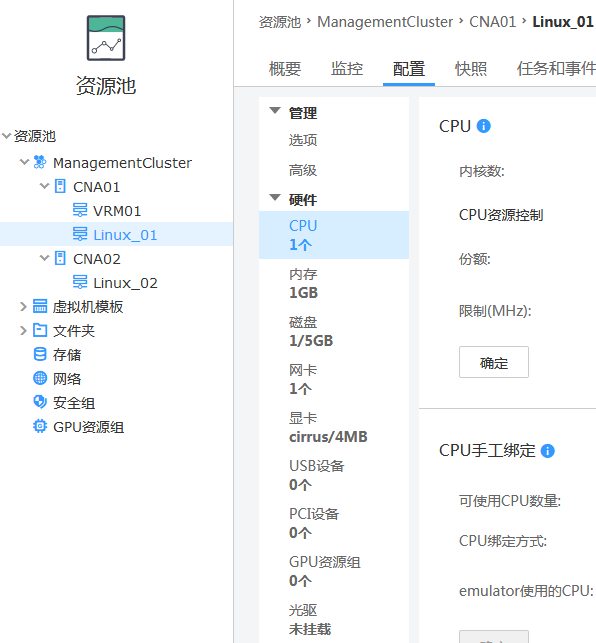 资源池
资源池
ManagementCluster
CNA01
VRM01
Linux_01
CNA02
Linux_02
虚拟机模板
文件夹
存储
网络
安全组
GPU资源组
资源池 › ManagementCluster › CNA01 › Linux_01
概要 监控 配置 快照 任务和事件
管理
选项
高级
硬件
CPU
1个
内存
1GB
磁盘
1/5GB
网卡
1个
显卡
cirrus/4MB
USB设备
0个
PCI设备
0个
GPU资源组
0个
光驱
未挂载
CPU
内核数:
CPU资源控制
份额:
限制(MHz):
确定
CPU手工绑定
可使用CPU数量:
CPU绑定方式:
emulator使用的CPU: